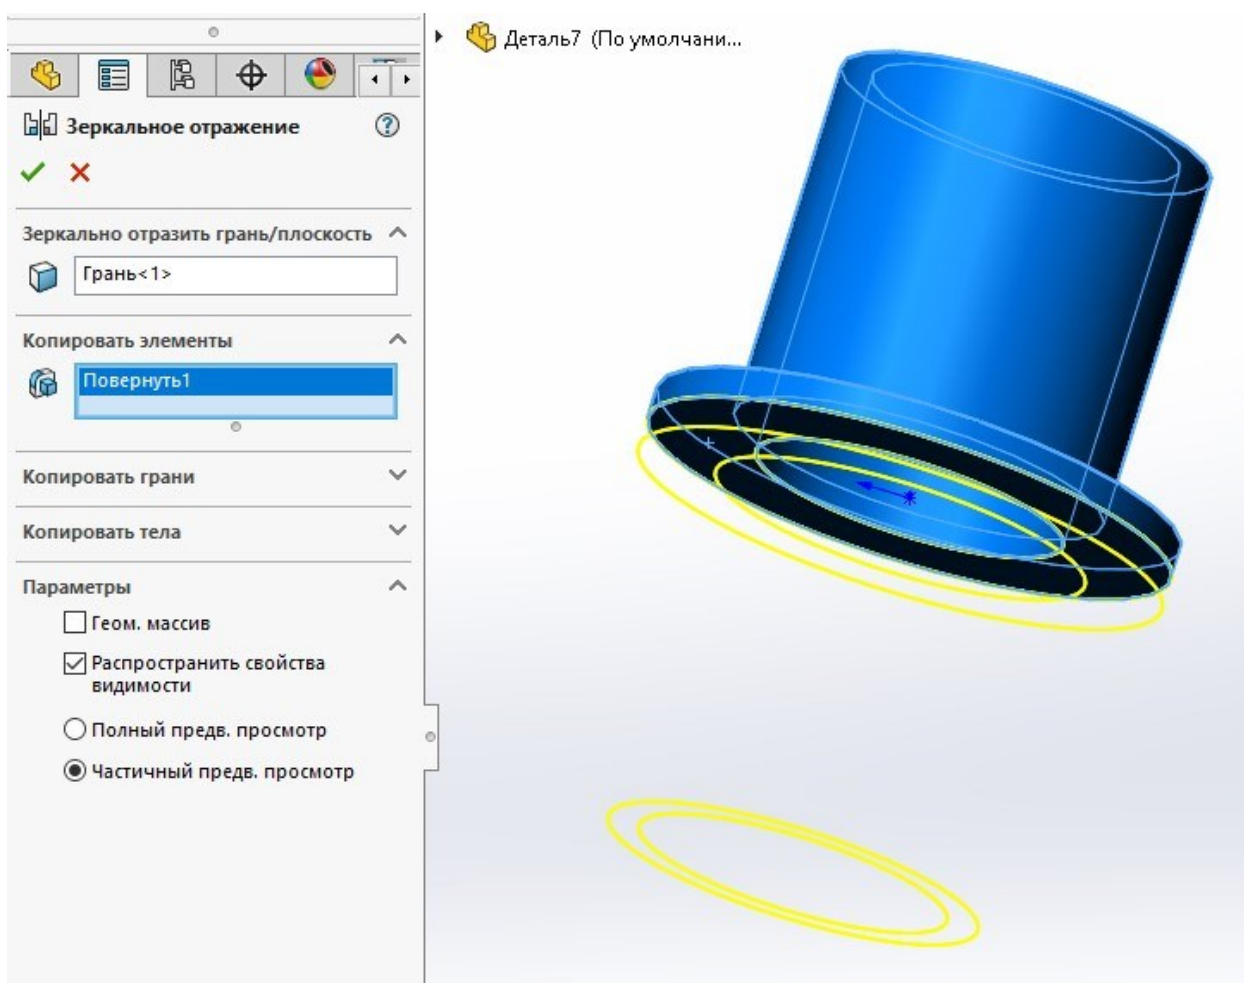 Деталь7 (По умолчани...
Зеркальное отражение
Зеркально отразить грань/плоскость
Грань<1>
Копировать элементы
Повернуть1
Копировать грани
Копировать тела
Параметры
Геом. массив
Распространить свойства
видимости
Полный предв. просмотр
Частичный предв. просмотр